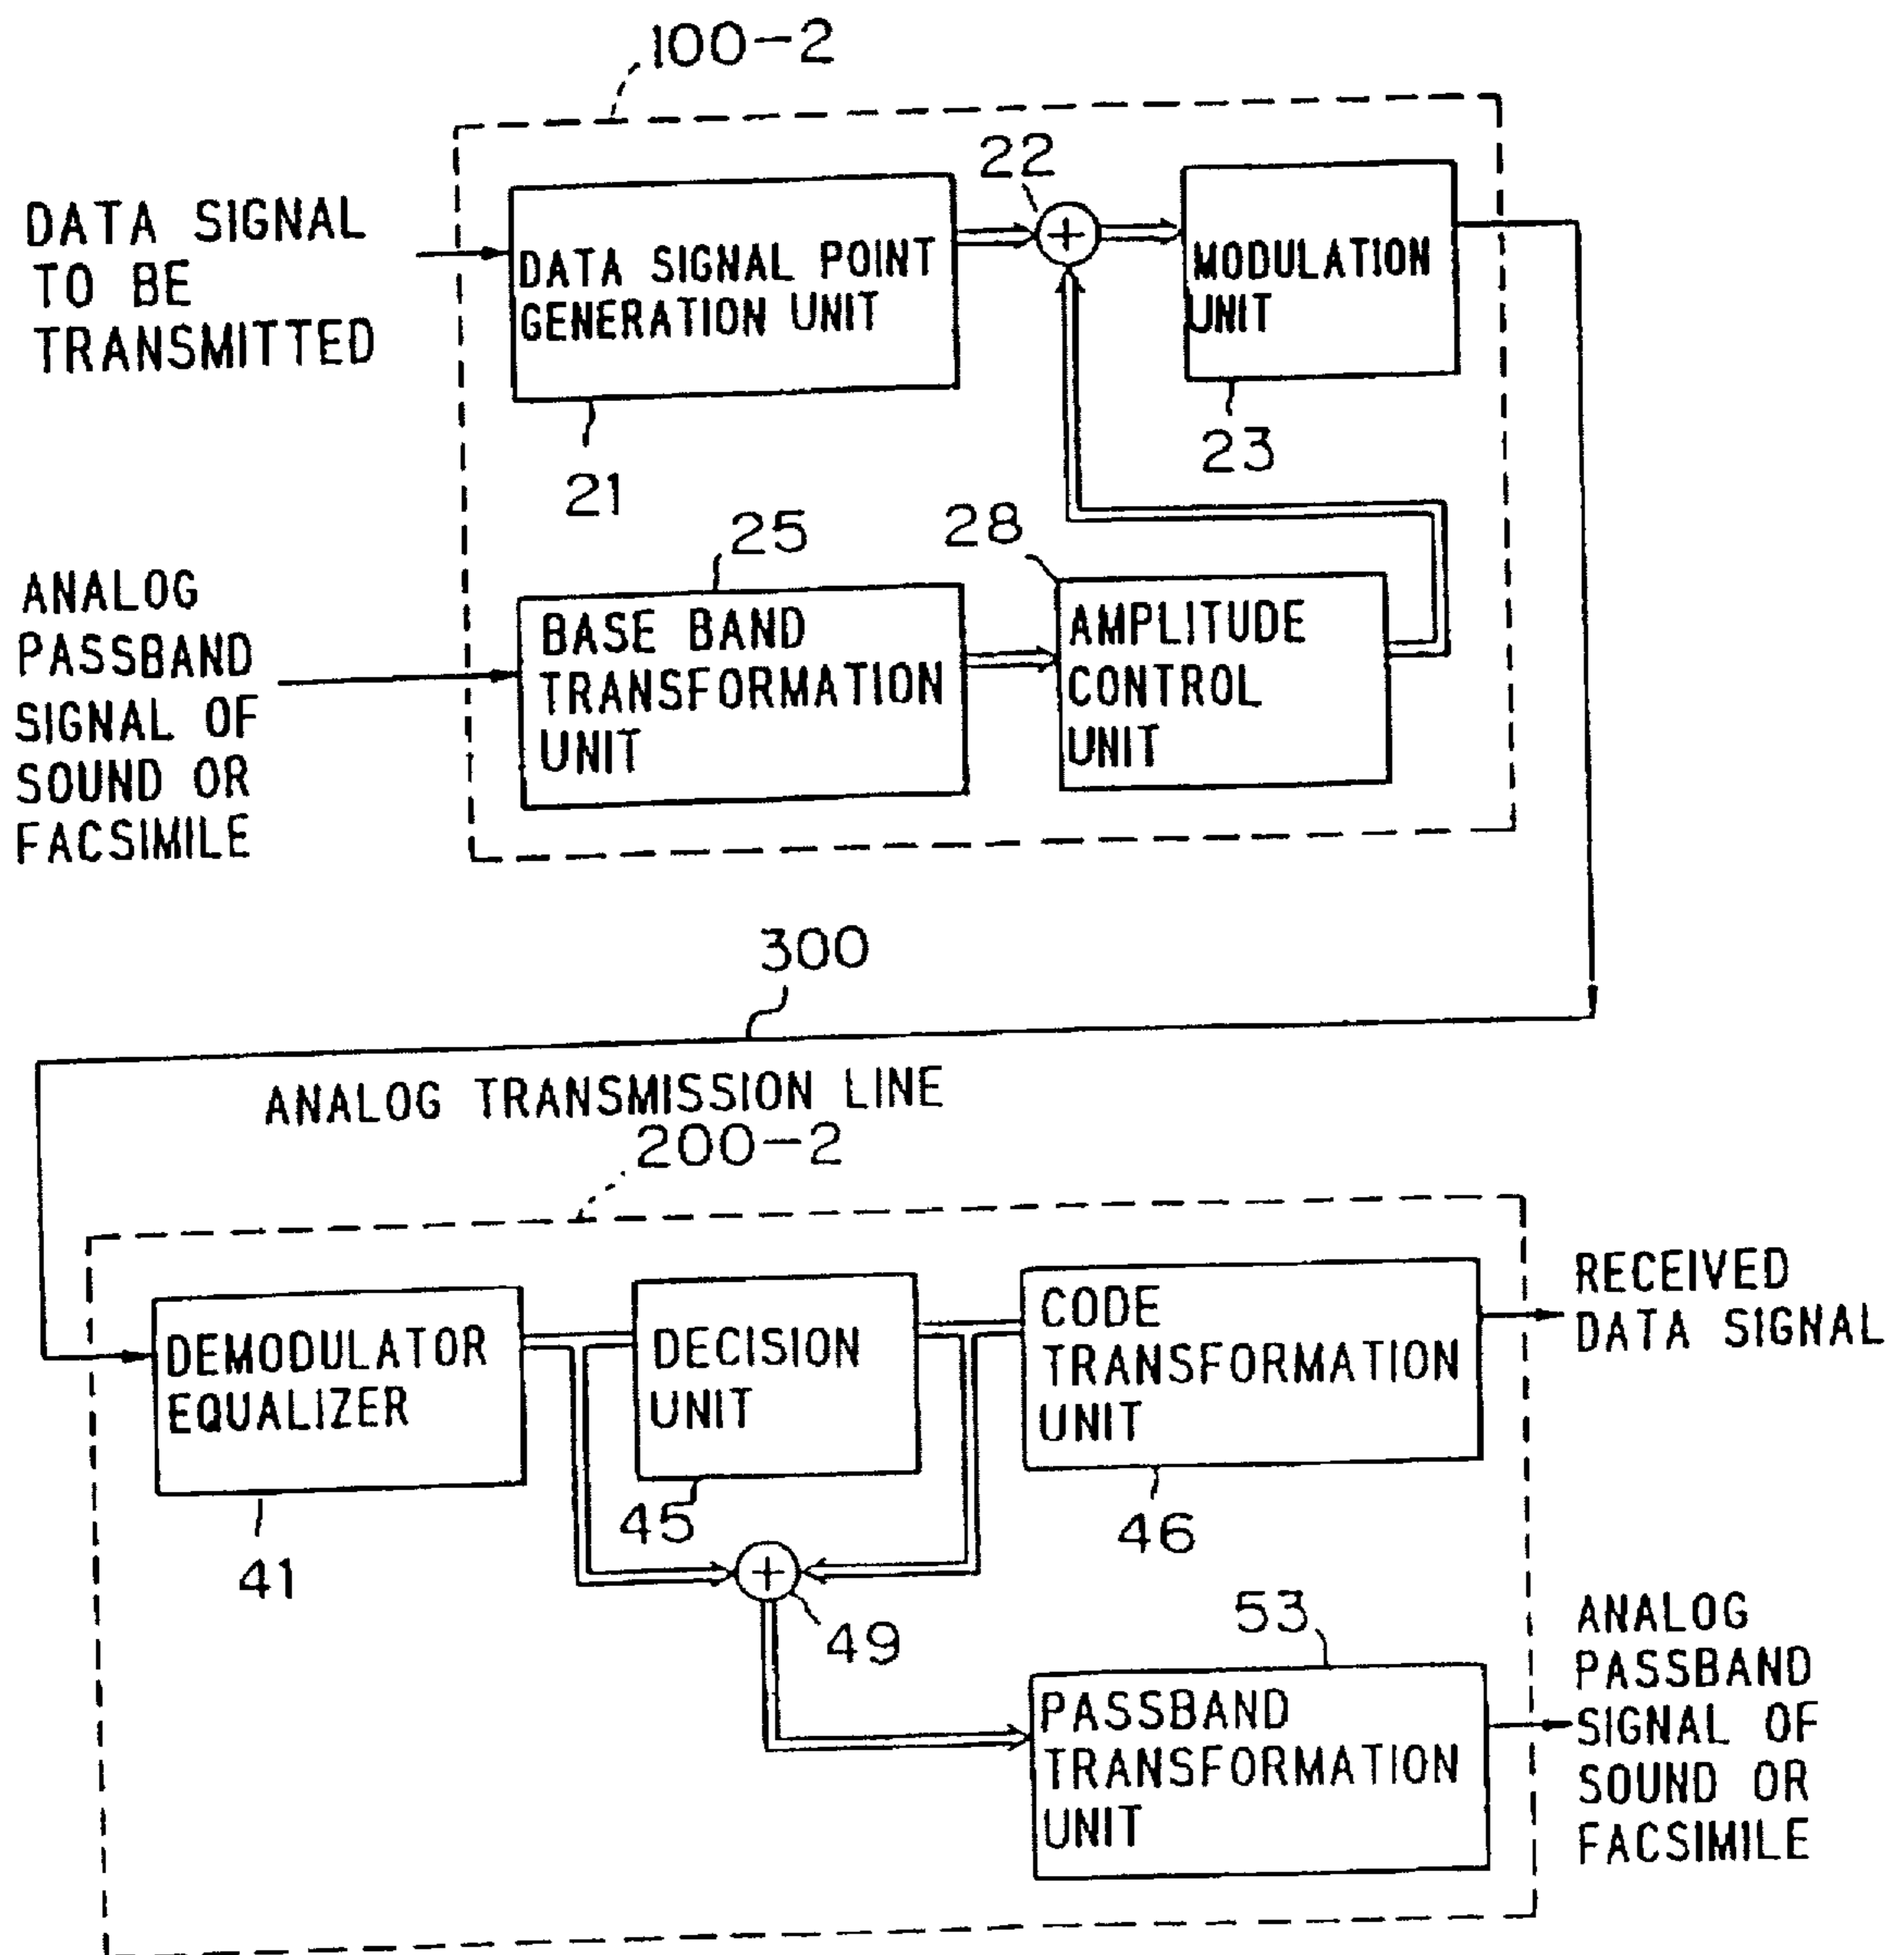 100-2
DATA SIGNAL
TO BE
TRANSMITTED
DATA SIGNAL POINT
GENERATION UNIT
21
22
MODULATION
UNIT
23
ANALOG
PASSBAND
SIGNAL OF
SOUND OR
FACSIMILE
25
BASE BAND
TRANSFORMATION
UNIT
28
AMPLITUDE
CONTROL
UNIT
+
300
ANALOG TRANSMISSION LINE
200-2
DEMODULATOR
EQUALIZER
41
DECISION
UNIT
45
CODE
TRANSFORMATION
UNIT
46
RECEIVED
DATA SIGNAL
+
49
53
PASSBAND
TRANSFORMATION
UNIT
ANALOG
PASSBAND
SIGNAL OF
SOUND OR
FACSIMILE